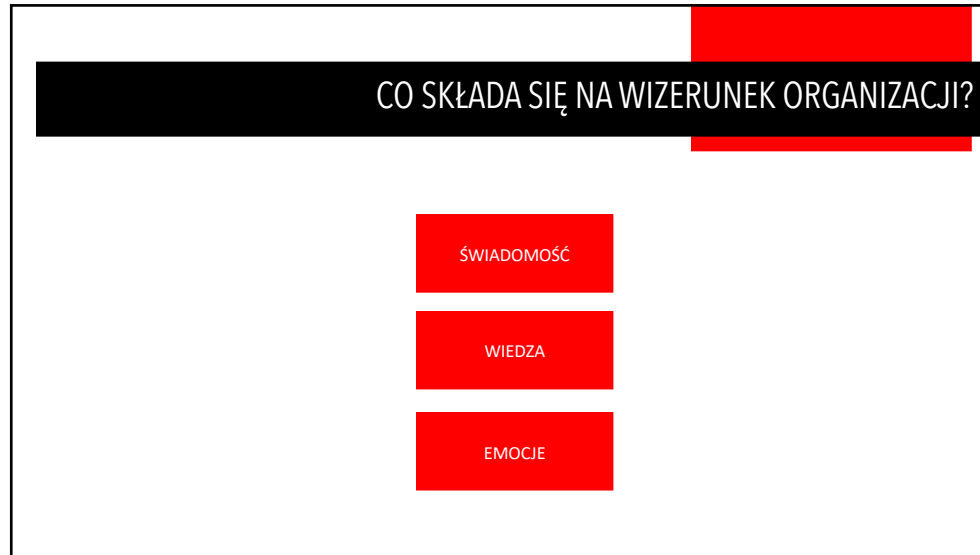 CO SKŁADA SIĘ NA WIZERUNEK ORGANIZACJI?
ŚWIADOMOŚĆ
WIEDZA
EMOCJE